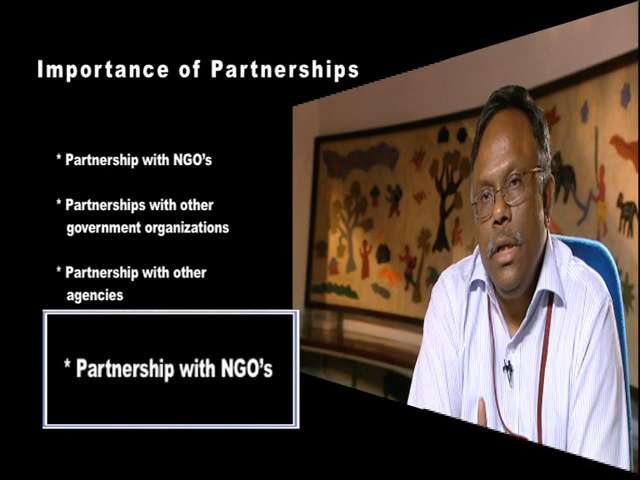 Importance of Partnerships
* Partnership with NGO's
* Partnerships with other
government organizations
* Partnership with other
agencies
* Partnership with NGO's